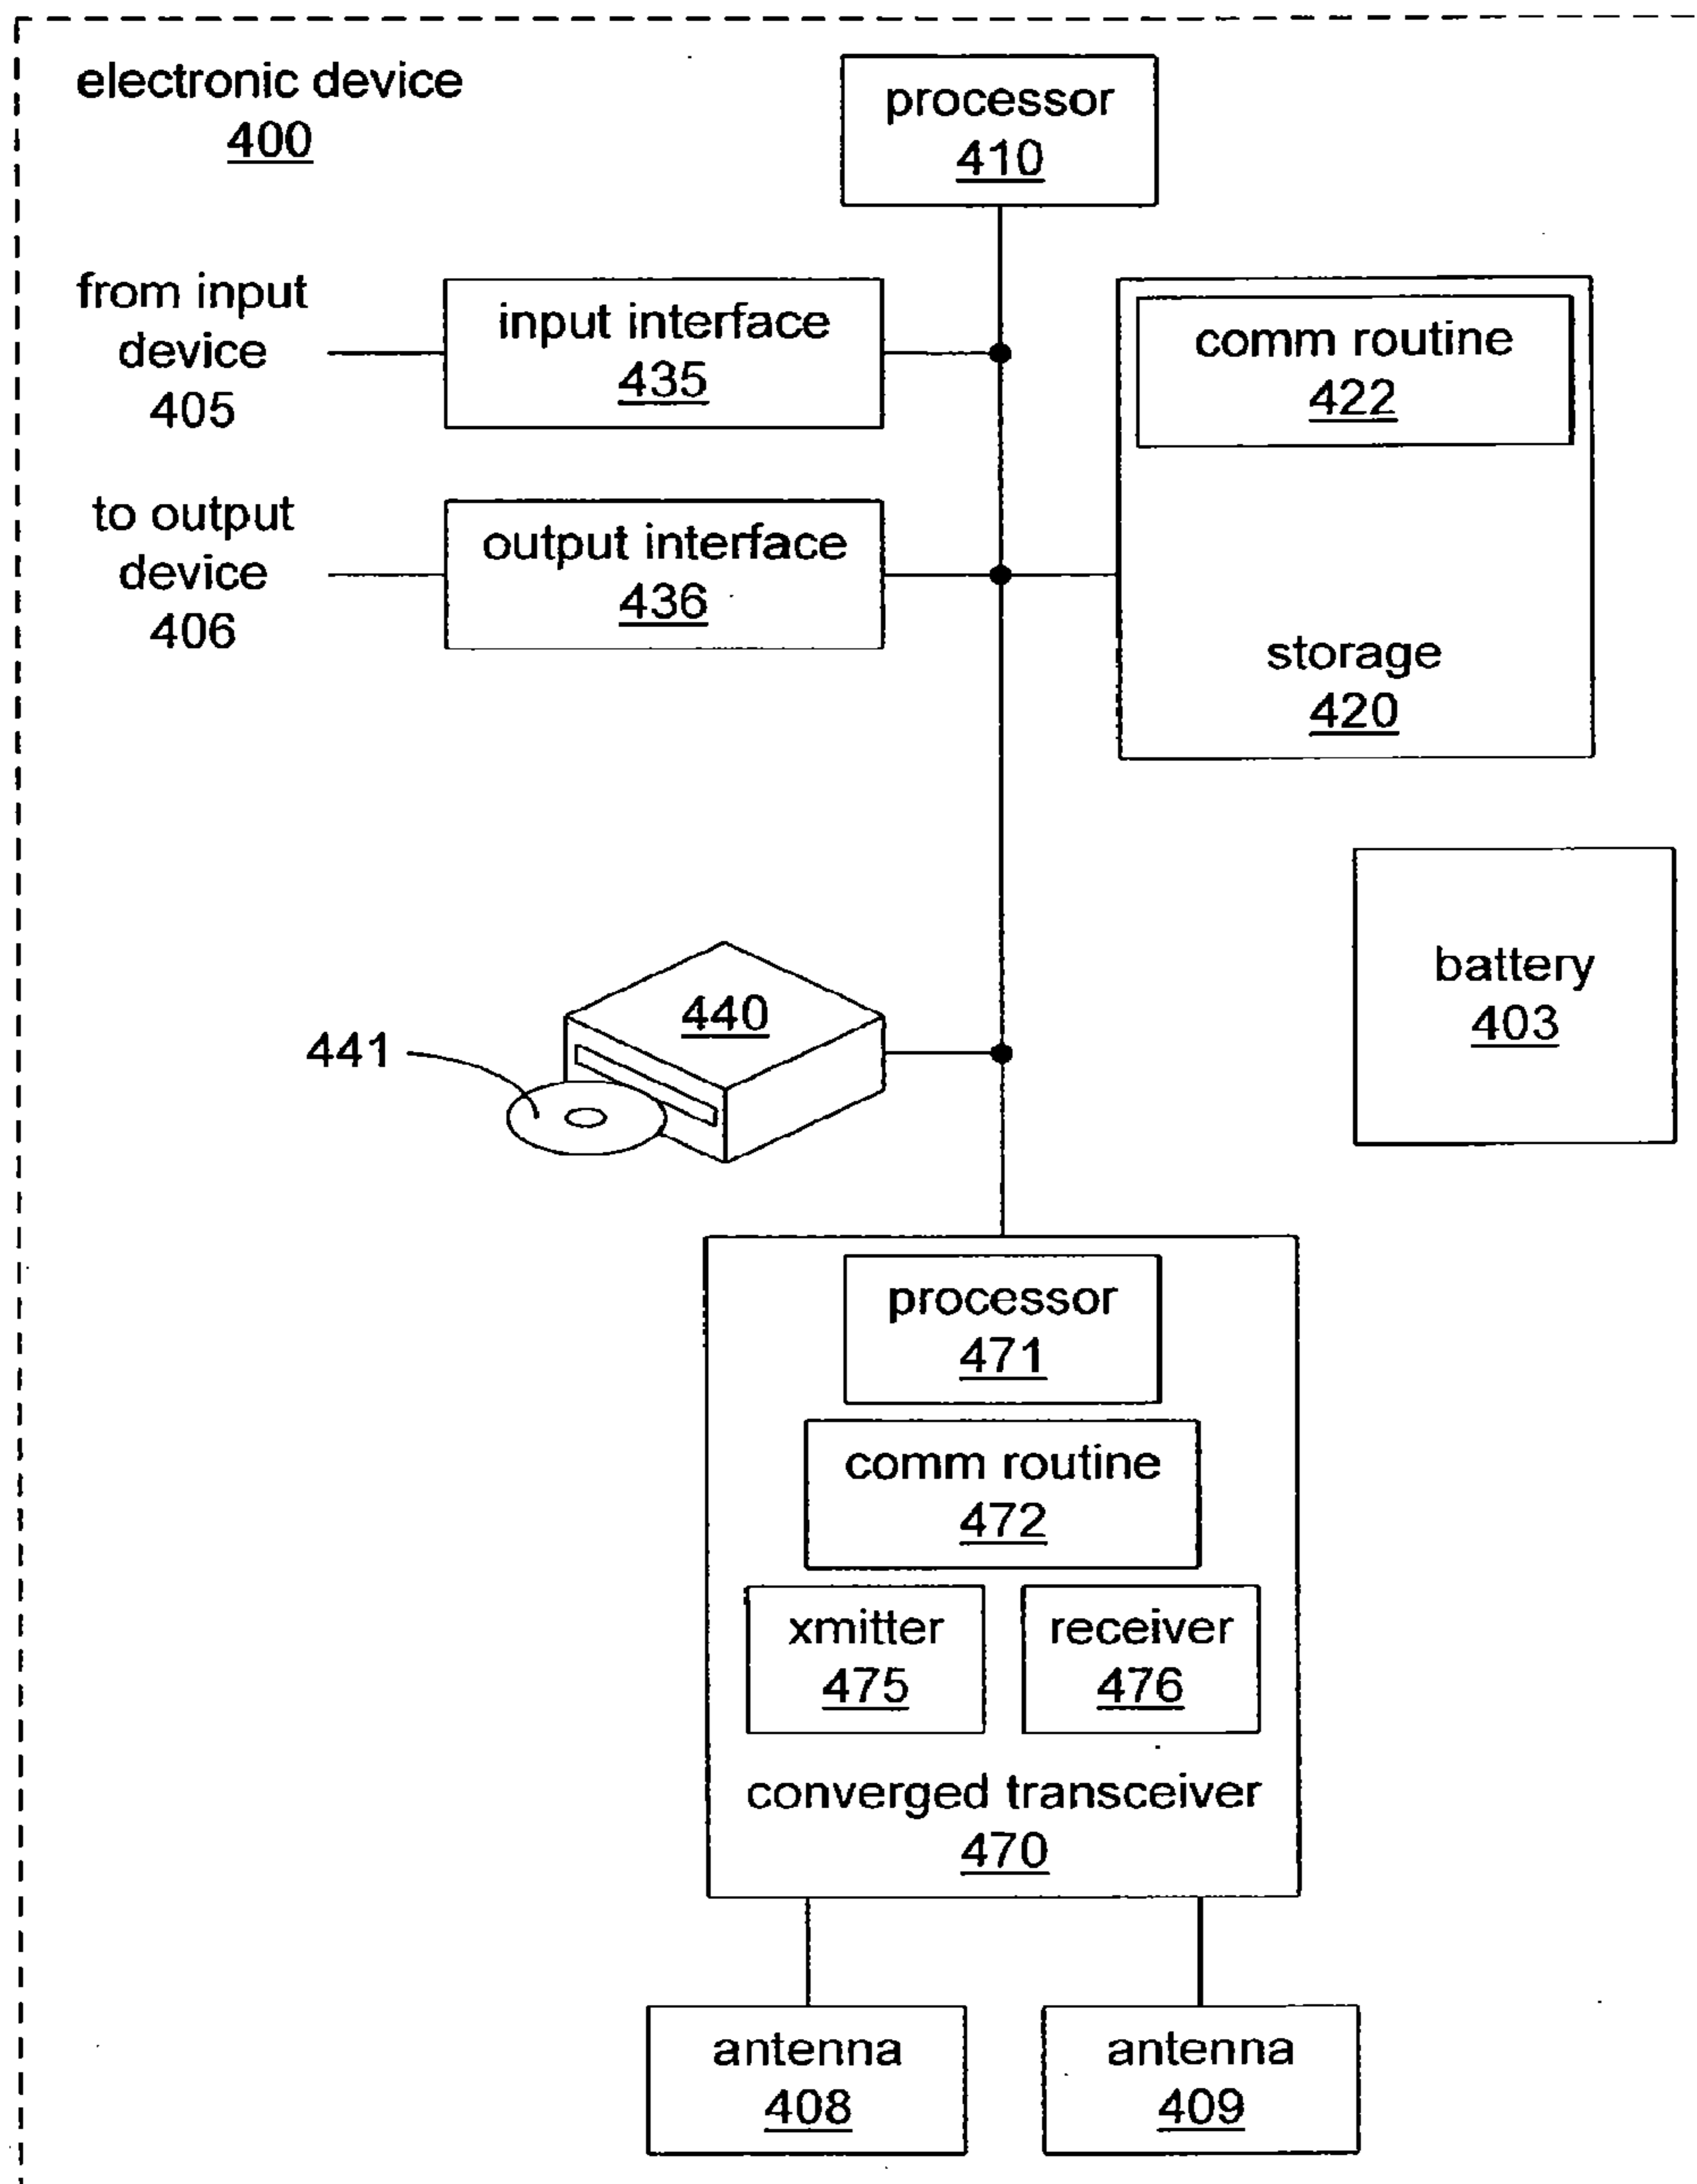 electronic device
400
processor
410
from input
device
405
input interface
435
comm routine
422
to output
device
406
output interface
436
storage
420
battery
403
440
441
processor
471
comm routine
472
xmitter
475
receiver
476
converged transceiver
470
antenna
408
antenna
409